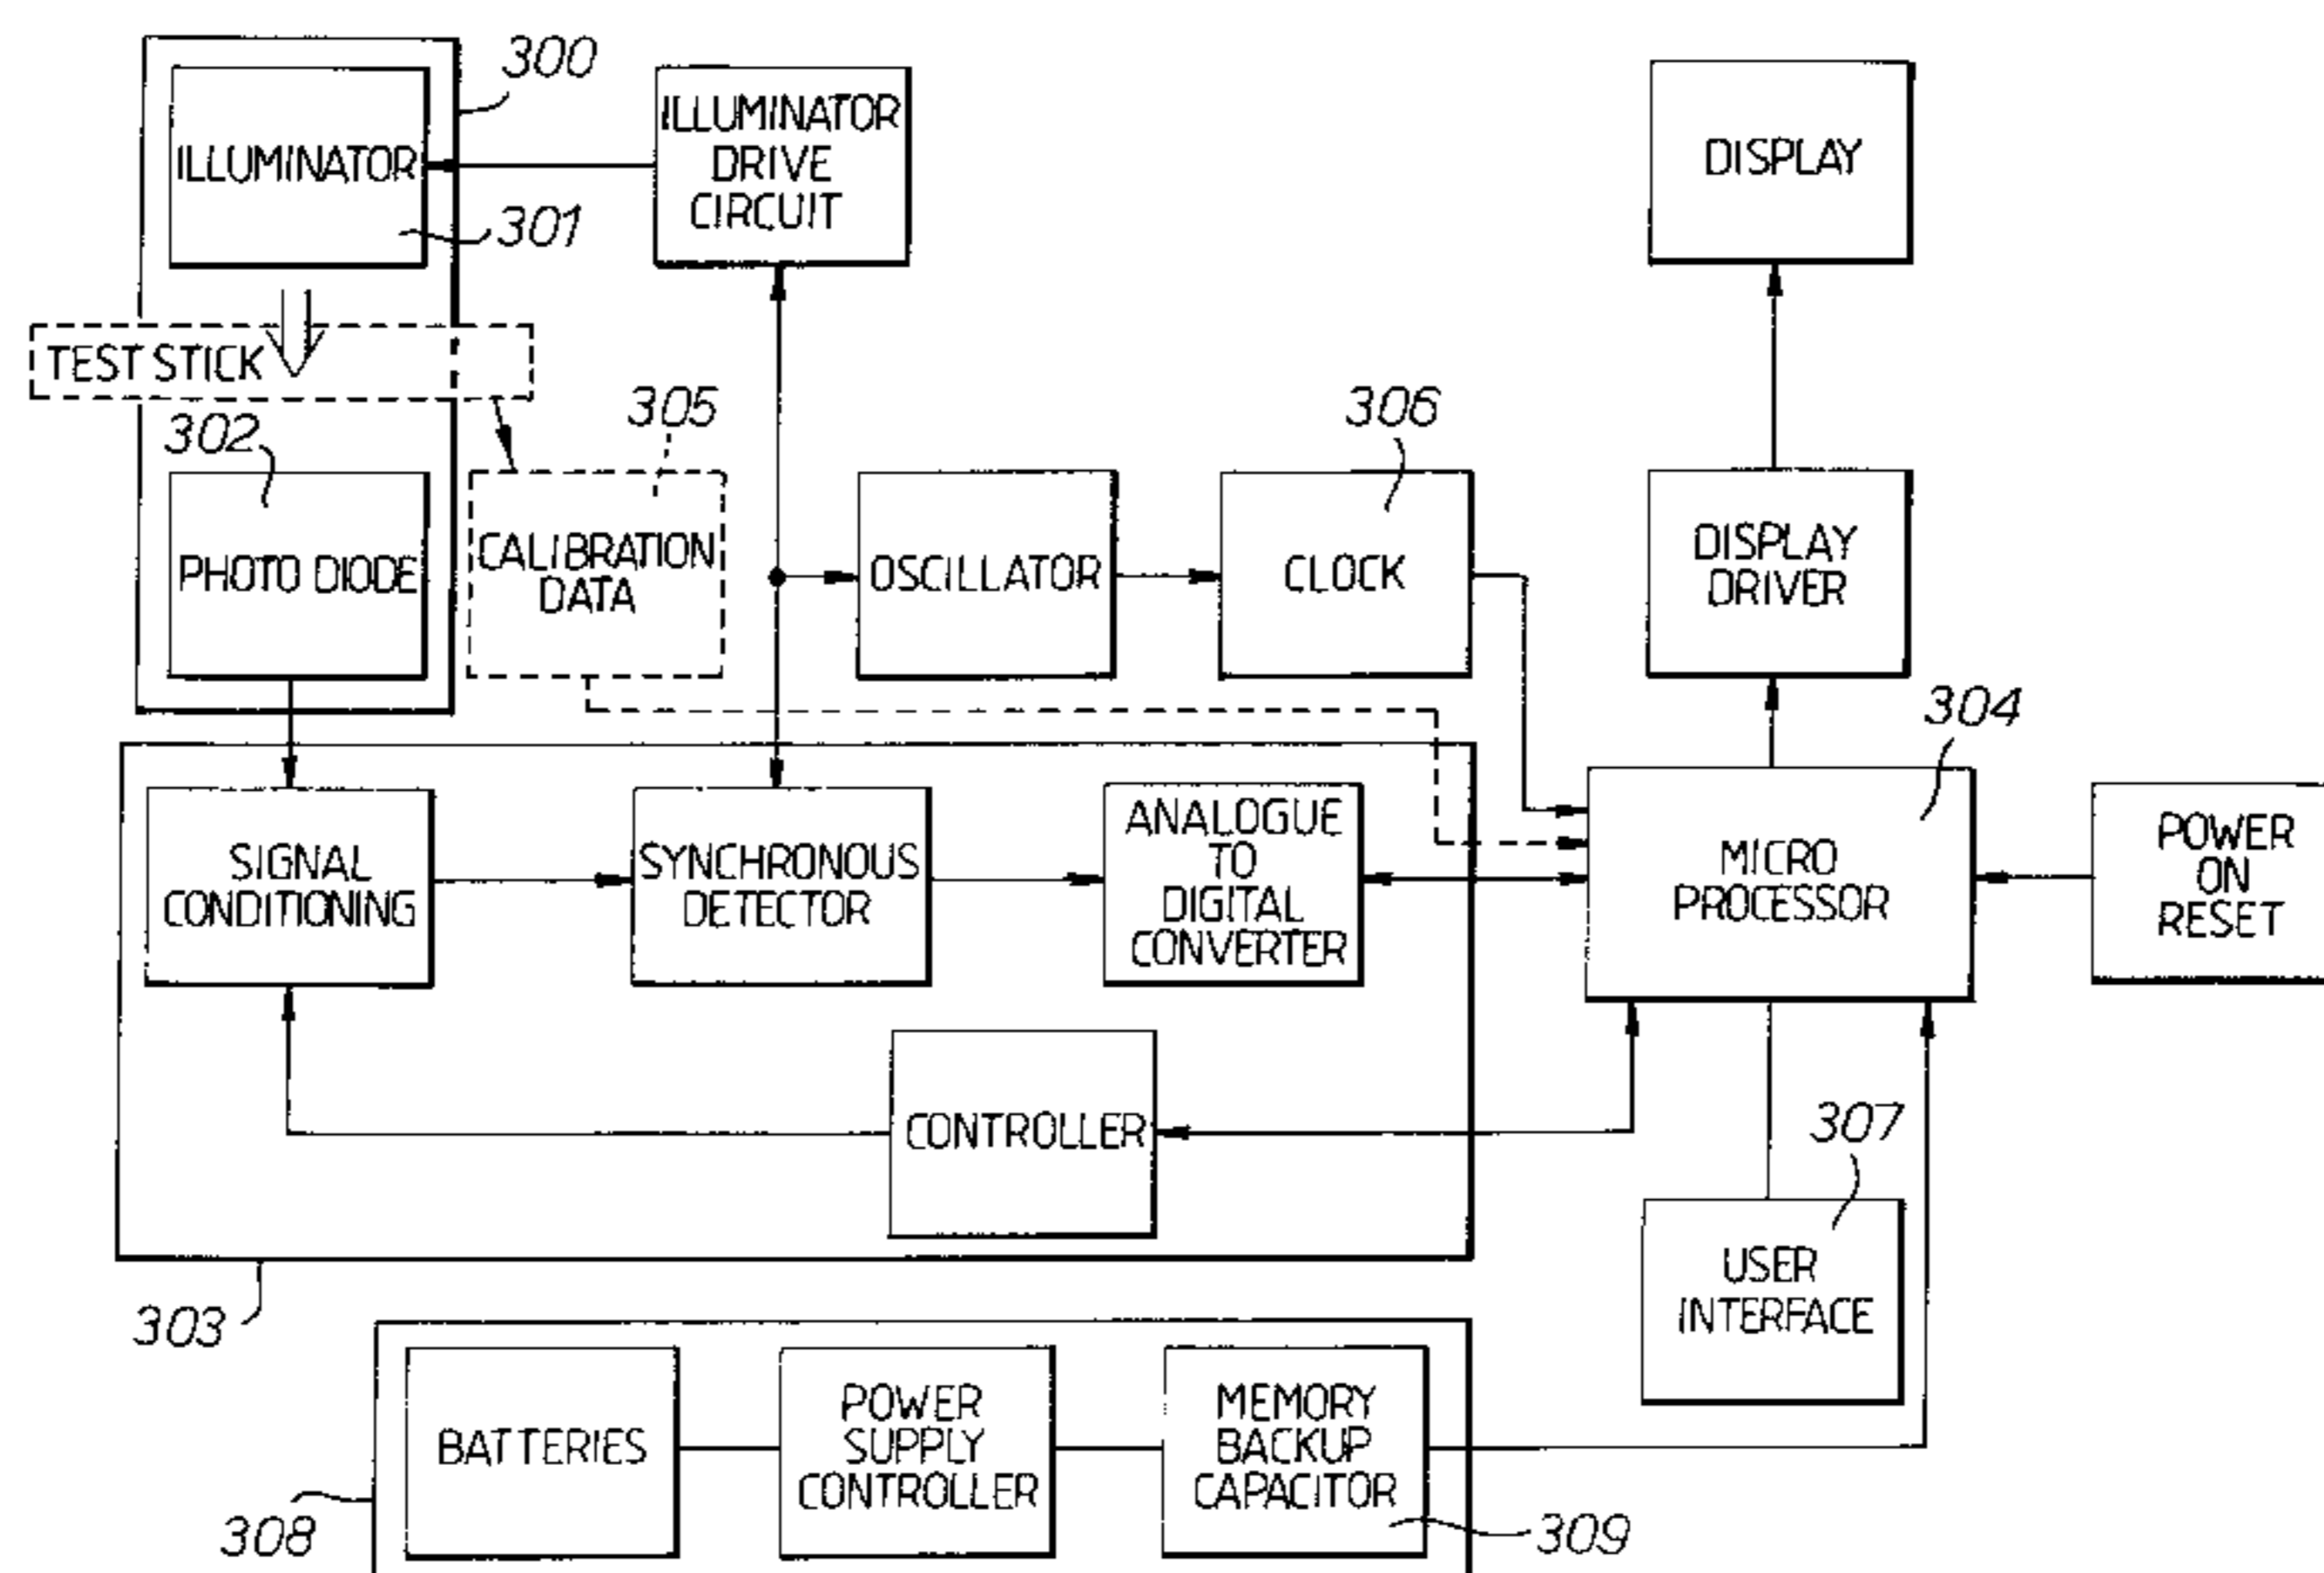 300
ILLUMINATOR
301
ILLUMINATOR
DRIVE
CIRCUIT
DISPLAY
TEST STICK
302
305
306
PHOTO DIODE
CALIBRATION
DATA
OSCILLATOR
CLOCK
DISPLAY
DRIVER
304
SIGNAL
CONDITIONING
SYNCHRONOUS
DETECTOR
ANALOGUE
TO
DIGITAL
CONVERTER
MICRO
PROCESSOR
POWER
ON
RESET
CONTROLLER
307
USER
INTERFACE
303
BATTERIES
POWER
SUPPLY
CONTROLLER
MEMORY
BACKUP
CAPACITOR
308
309